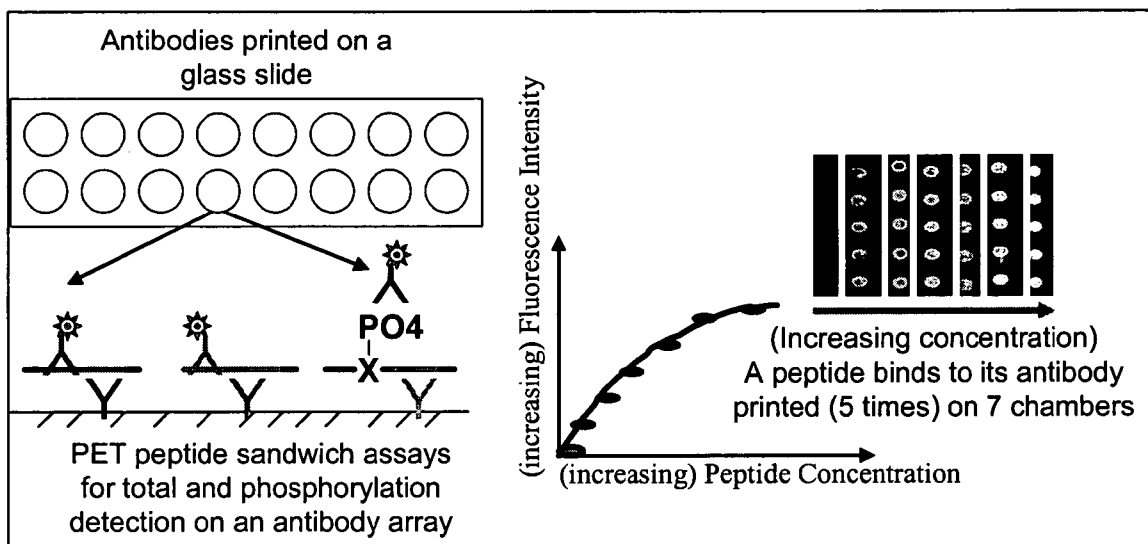 Antibodies printed on a
glass slide
PO4
X
PET peptide sandwich assays
for total and phosphorylation
detection on an antibody array
(increasing) Fluorescence Intensity
(increasing) Peptide Concentration
(Increasing concentration)
A peptide binds to its antibody
printed (5 times) on 7 chambers